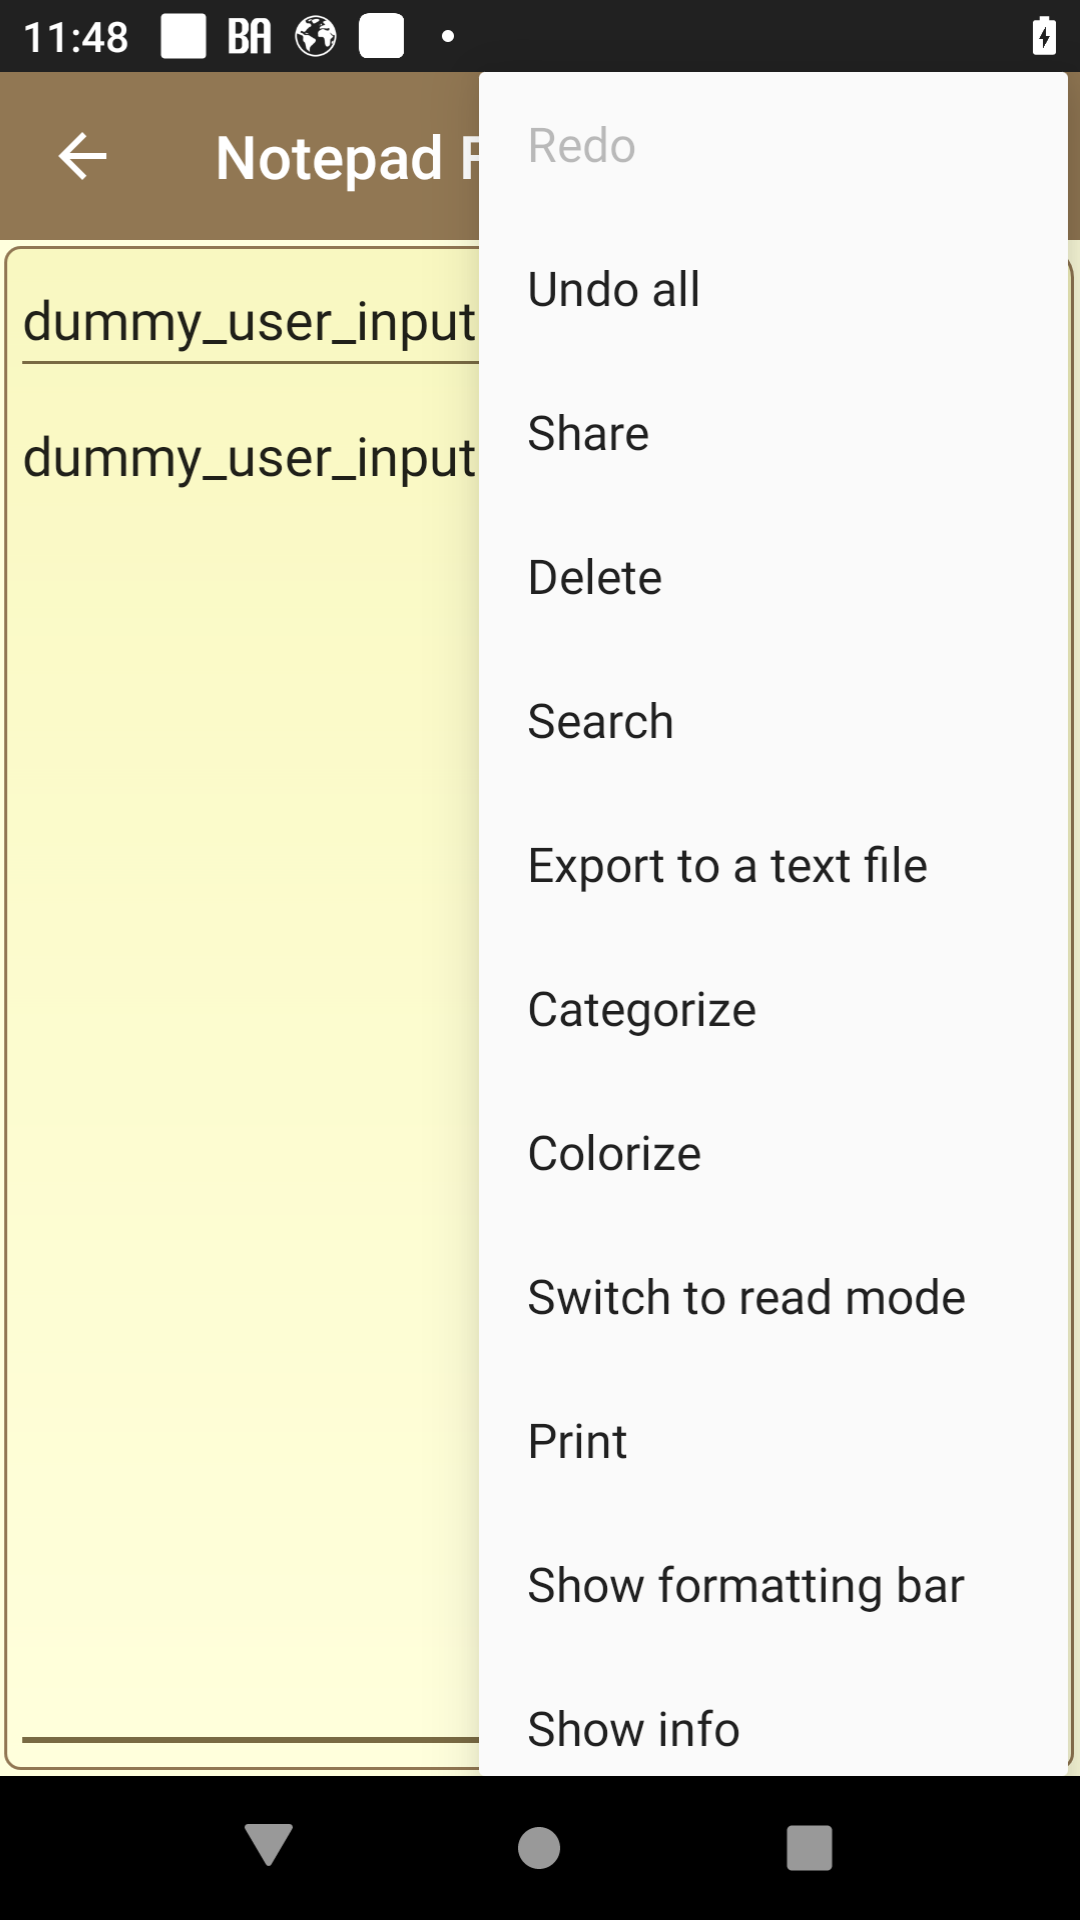 11:48 BA
Notepad
Redo
dummy_user_input
Undo all
dummy_user_input
Share
Delete
Search
Export to a text file
Categorize
Colorize
Switch to read mode
Print
Show formatting bar
Show info